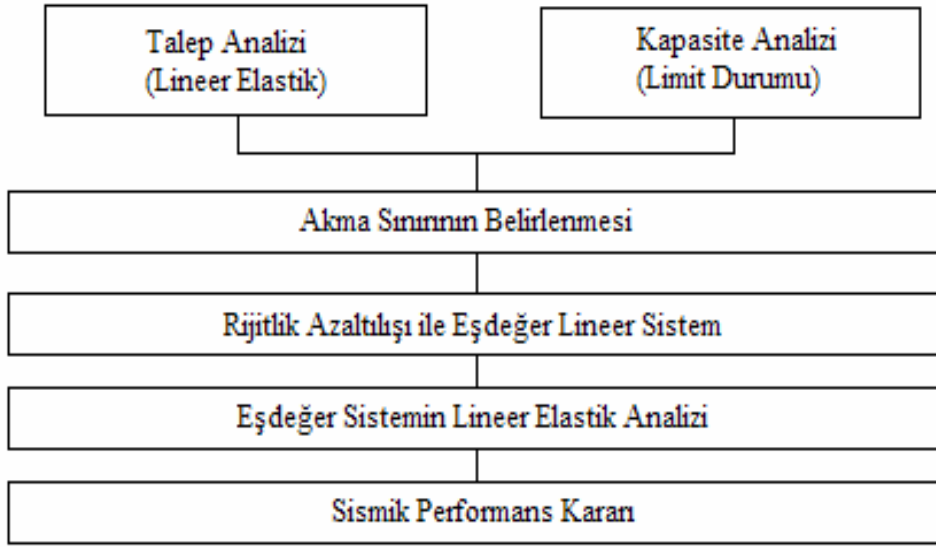 Talep Analizi
(Lineer Elastik)
Kapasite Analizi
(Limit Durumu)
Akma Sınırının Belirlenmesi
Rijitlik Azaltılışı ile Eşdeğer Lineer Sistem
Eşdeğer Sistemin Lineer Elastik Analizi
Sismik Performans Kararı